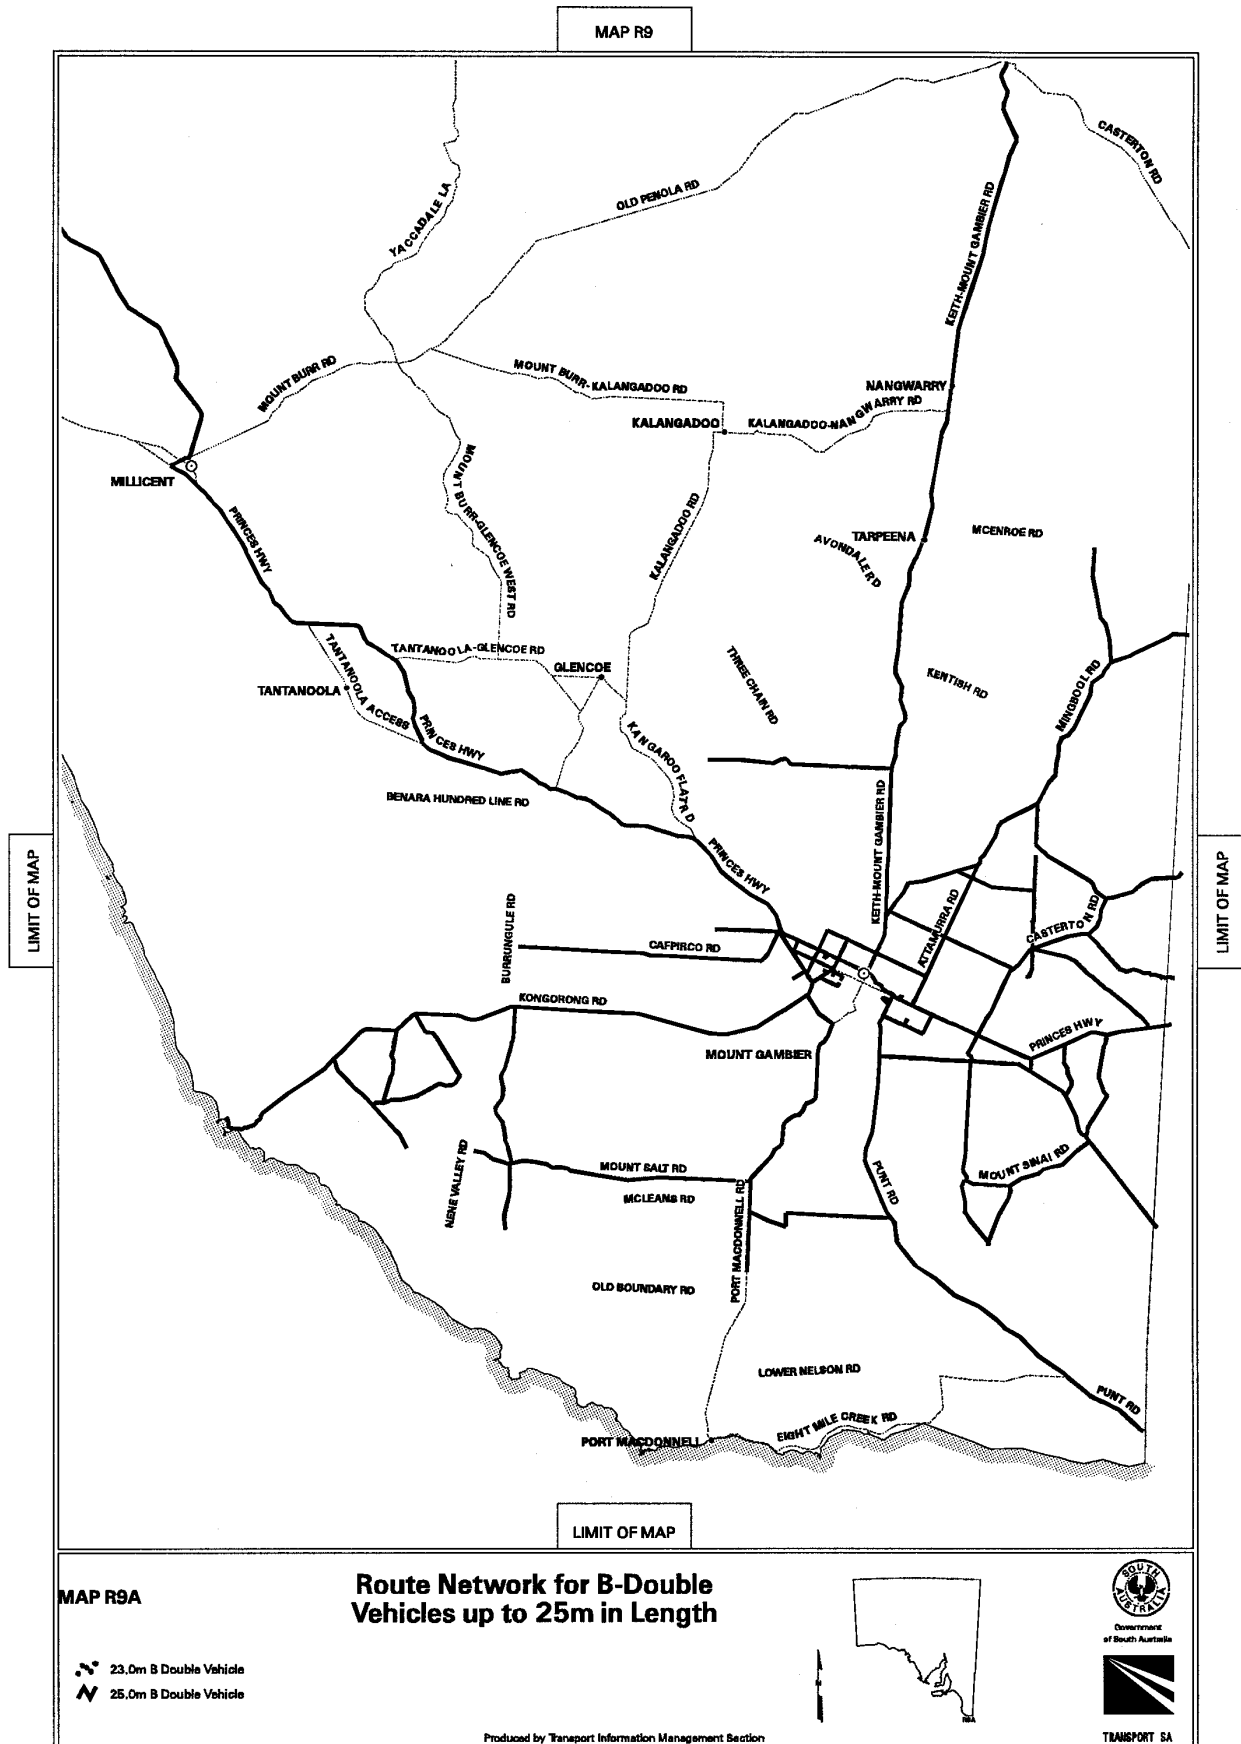 MAP R9
CASTERTON RD
OLD PENOLA RD
YACCADALE LA
KEITH-MOUNT GAMBIER RD
MOUNT BURR RD
MOUNT BURR-KALANGADOO RD
NANGWARRY
KALANGADOO
KALANGADOO-NANGWARRY RD
MILLICENT
PRINCES HWY
MOUNT BURR-GLENCOE WEST RD
KALANGADOO RD
TARPEENA
MCENROE RD
AVONDALE RD
TANTANOOLA-GLENCOE RD
GLENCOE
TANTANOOLA
TANTANOOLA ACCESS
THREE CHAIN RD
KENTISH RD
MINGBOOL RD
PRINCES HWY
KANGAROO FLAT RD
BENARA HUNDRED LINE RD
KEITH-MOUNT GAMBIER RD
PRINCES HWY
LIMIT OF MAP
LIMIT OF MAP
BURRUNGULE RD
CAFPIRCO RD
ATTAMURRA RD
CASTERTON RD
KONGORONG RD
MOUNT GAMBIER
PRINCES HWY
NENE VALLEY RD
MOUNT SALT RD
MCLEANS RD
PORT MACDONNELL RD
PUNT RD
MOUNT SINAI RD
OLD BOUNDARY RD
LOWER NELSON RD
PUNT RD
EIGHT MILE CREEK RD
PORT MACDONNELL
LIMIT OF MAP
MAP R9A
Route Network for B-Double
Vehicles up to 25m in Length
23.0m B Double Vehicle
25.0m B Double Vehicle
N
R9A
SOUTH
AUSTRALIA
Government
of South Australia
TRANSPORT SA
Produced by Transport Information Management Section